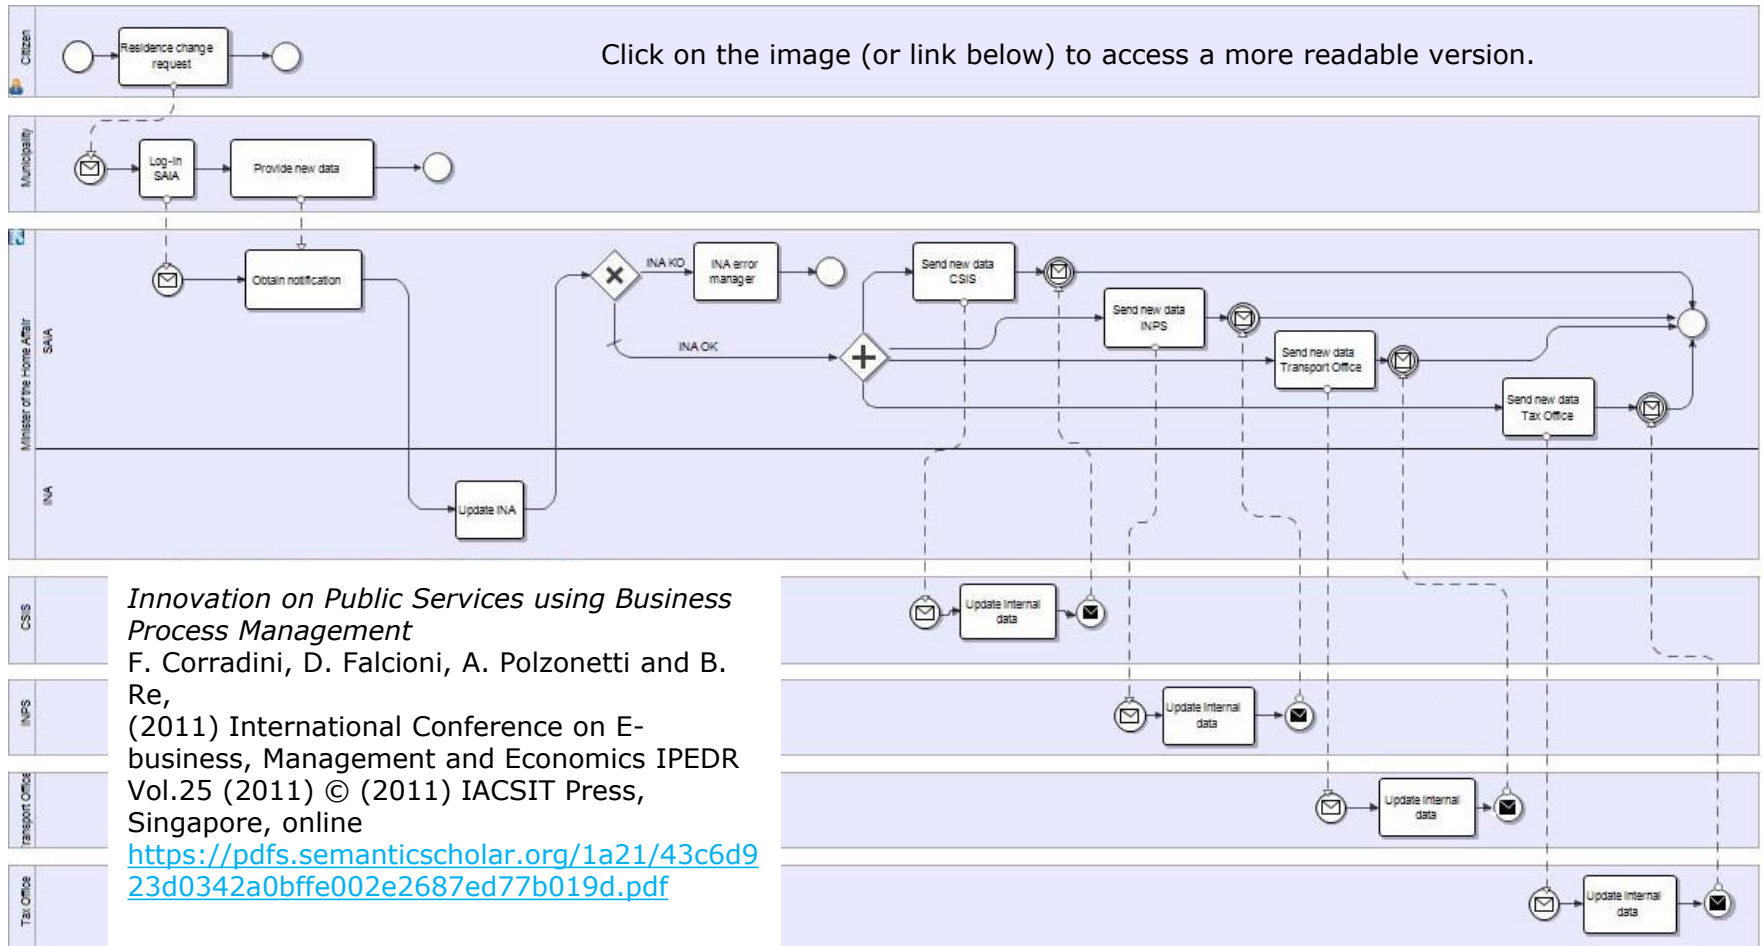 Citizen
Residence change
request
Click on the image (or link below) to access a more readable version.
Municipality
Log-in
SAIA
Provide new data
Minister of the Home Affair
SAIA
Obtain notification
INA KO
INA error
manager
INA OK
Send new data
CSIS
Send new data
INPS
Send new data
Transport Office
Send new data
Tax Office
INA
Update INA
CSIS
Update Internal
data
INPS
Update Internal
data
ransport Office
Update Internal
data
Tax Office
Update Internal
data
Innovation on Public Services using Business
Process Management
F. Corradini, D. Falcioni, A. Polzonetti and B.
Re,
(2011) International Conference on E-
business, Management and Economics IPEDR
Vol.25 (2011) © (2011) IACSIT Press,
Singapore, online
https://pdfs.semanticscholar.org/1a21/43c6d9
23d0342a0bffe002e2687ed77b019d.pdf